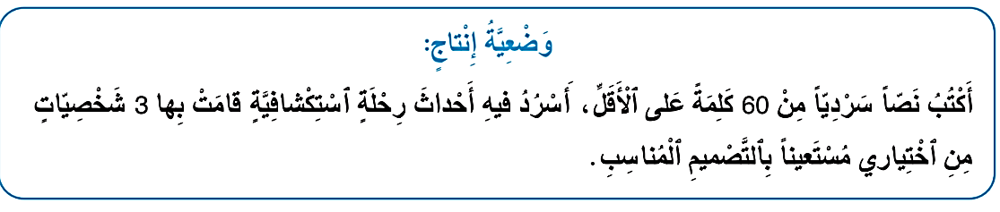 وَضْعِيَّةُ إِنْتاجٍ:
أَكْتُبُ نَصّاً سَرْدِيّاً مِنْ 60 كَلِمَةً عَلى ٱلْأَقَلِّ، أَسْرُدُ فيهِ أَحْداثَ رِحْلَةٍ ٱسْتِكْشافِيَّةٍ قامَتْ بِها 3 شَخْصِيّاتٍ
مِنِ ٱخْتِياري مُسْتَعيناً بِٱلتَّصْميمِ ٱلْمُناسِبِ.